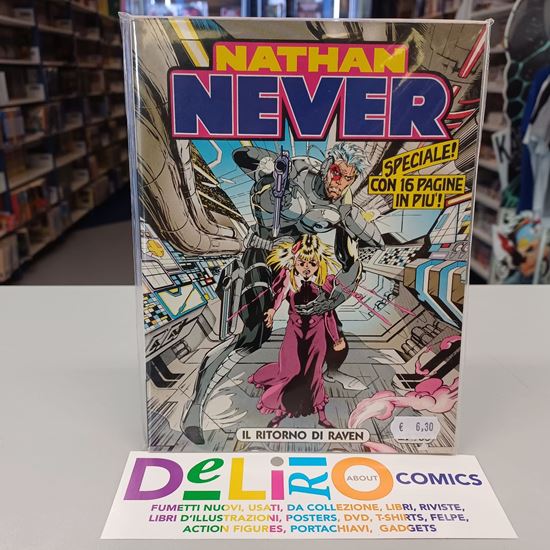 NATHAN
NEVER
SPECIALE!
CON 16 PAGINE
IN PIU'!
IL RITORNO DI RAVEN
€ 6,30
DeLiRiO
ABOUT
COMICS
FUMETTI NUOVI, USATI, DA COLLEZIONE, LIBRI, RIVISTE,
LIBRI D'ILLUSTRAZIONI, POSTERS, DVD, T-SHIRTS, FELPE,
ACTION FIGURES, PORTACHIAVI, GADGETS